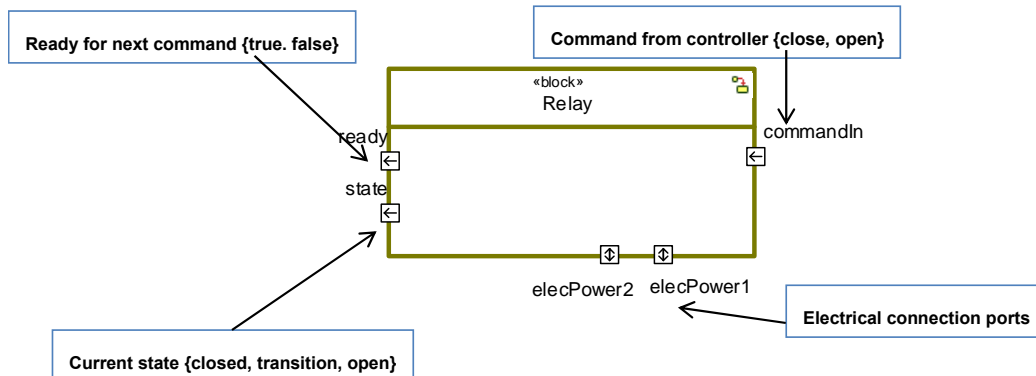 Ready for next command {true. false}
Command from controller {close, open}
«block»
Relay
ready
commandIn
state
elecPower2
elecPower1
Electrical connection ports
Current state {closed, transition, open}